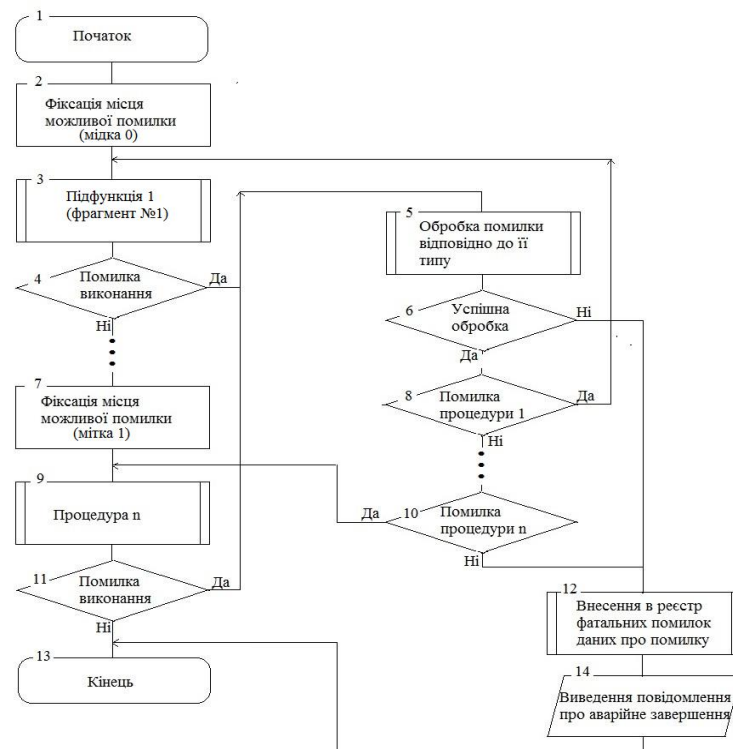 1
Початок
2
Фіксація місця
можливої помилки
(мідка 0)
3
Підфункція 1
(фрагмент №1)
4
Помилка
виконання
Да
Ні
5
Обробка помилки
відповідно до її
типу
6
Успішна
обробка
Ні
Да
7
Фіксація місця
можливої помилки
(мітка 1)
8
Помилка
процедури 1
Да
Ні
9
Процедура n
10
Помилка
процедури n
Да
Ні
11
Помилка
виконання
Да
Ні
12
Внесення в реєстр
фатальних помилок
даних про помилку
13
Кінець
14
Виведення повідомлення
про аварійне завершення